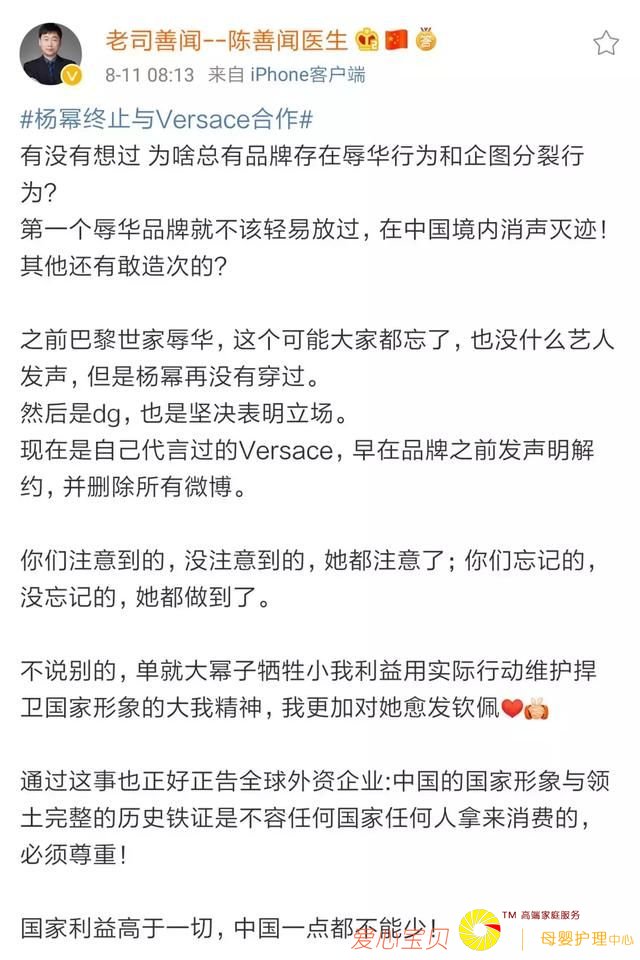 老司善闻--陈善闻医生
8-11 08:13 来自 iPhone客户端
#杨幂终止与Versace合作#
有没有想过 为啥总有品牌存在辱华行为和企图分裂行
为？
第一个辱华品牌就不该轻易放过，在中国境内消声灭迹！
其他还有敢造次的？
之前巴黎世家辱华，这个可能大家都忘了，也没什么艺人
发声，但是杨幂再没有穿过。
然后是dg，也是坚决表明立场。
现在是自己代言过的Versace，早在品牌之前发声明解
约，并删除所有微博。
你们注意到的，没注意到的，她都注意了；你们忘记的，
没忘记的，她都做到了。
不说别的，单就大幂子牺牲小我利益用实际行动维护捍
卫国家形象的大我精神，我更加对她愈发钦佩
通过这事也正好正告全球外资企业:中国的国家形象与领
土完整的历史铁证是不容任何国家任何人拿来消费的，
必须尊重！
国家利益高于一切，中国一点都不能少！
爱心宝贝
TM 高端家庭服务
母婴护理中心